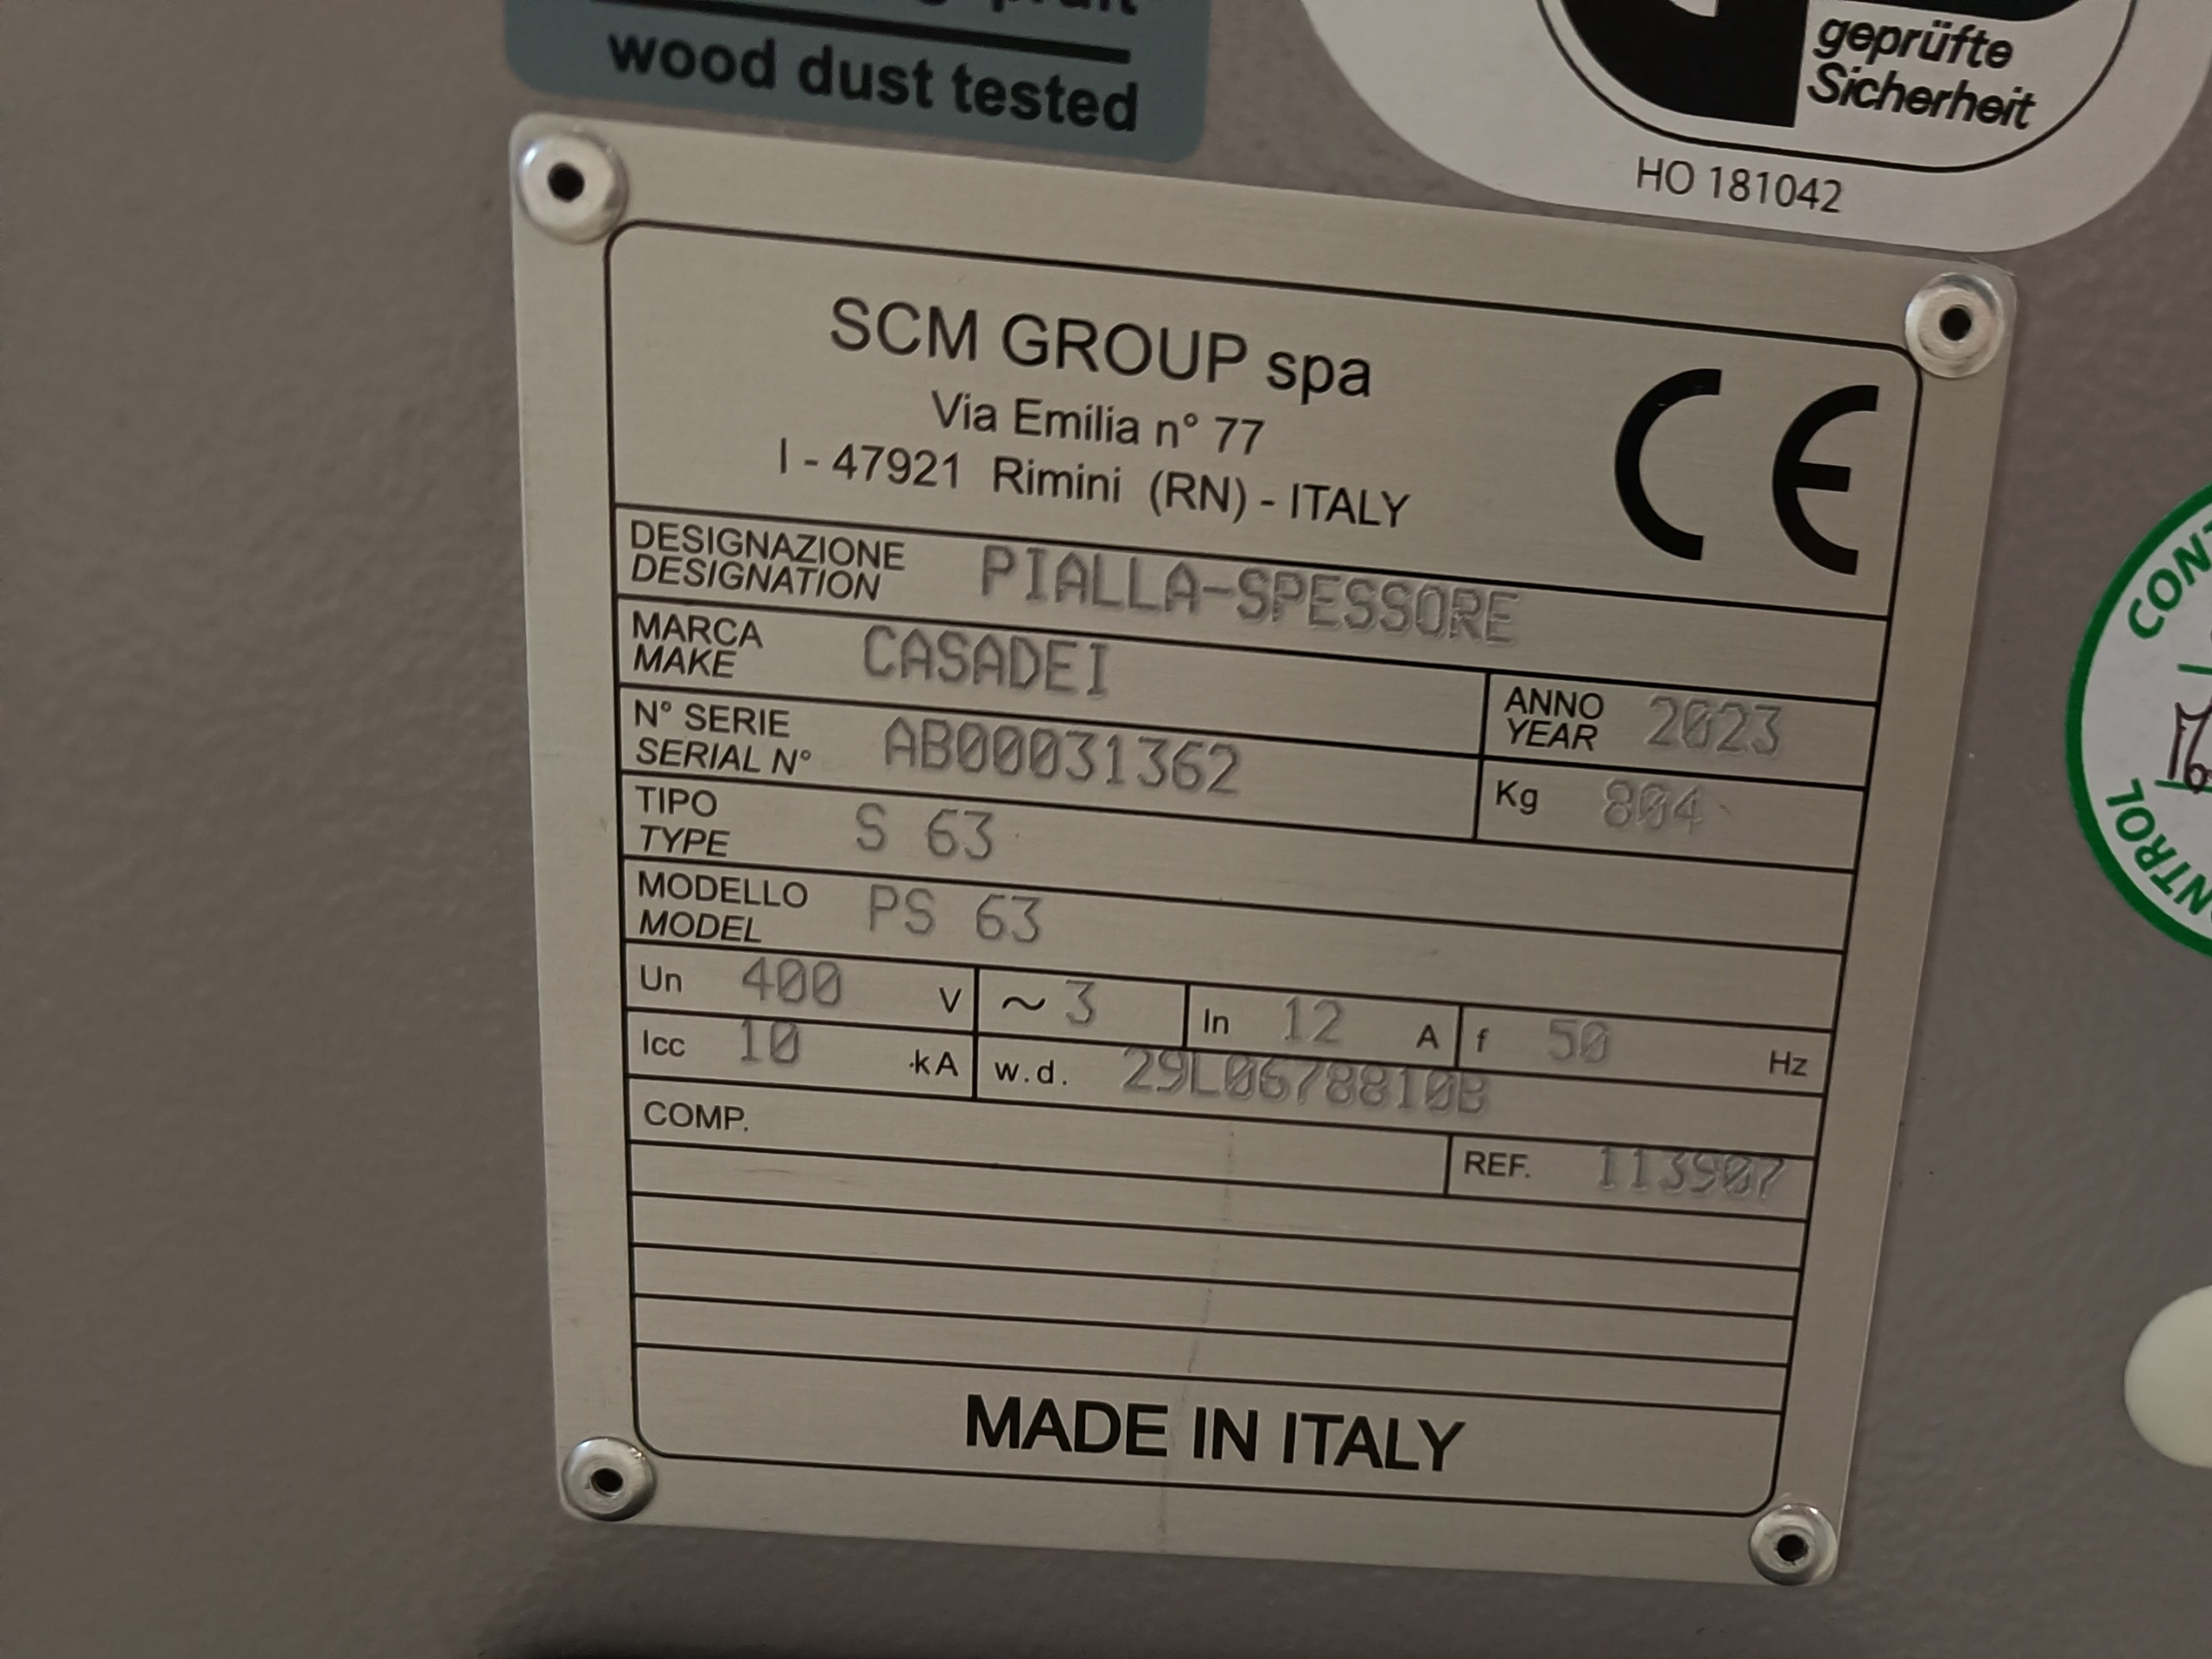 wood dust tested
geprüfte
Sicherheit
HO 181042
SCM GROUP spa
Via Emilia n° 77
I - 47921 Rimini (RN) - ITALY
CE
DESIGNAZIONE
DESIGNATION
PIALLA-SPESSORE
MARCA
MAKE
CASADEI
ANNO
YEAR
2023
N° SERIE
SERIAL N°
AB00031362
Kg 804
TIPO
TYPE
S 63
MODELLO
MODEL
PS 63
Un 400 V ~ 3 In 12 A f 50 Hz
Icc 10 kA w.d. 29L0678810B
COMP.
REF. 113907
MADE IN ITALY